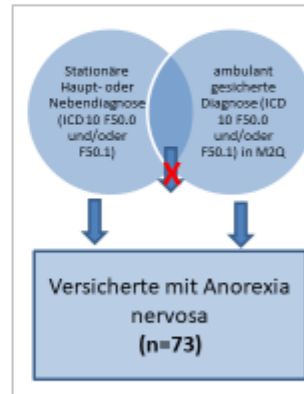 Stationäre
Haupt- oder
Nebendiagnose
(ICD10 F50.0
und/oder
F50.1)
ambulant
gesicherte
Diagnose (ICD
10 F50.0
und/oder
F50.1) in M2Q
X
Versicherte mit Anorexia
nervosa
(n=73)